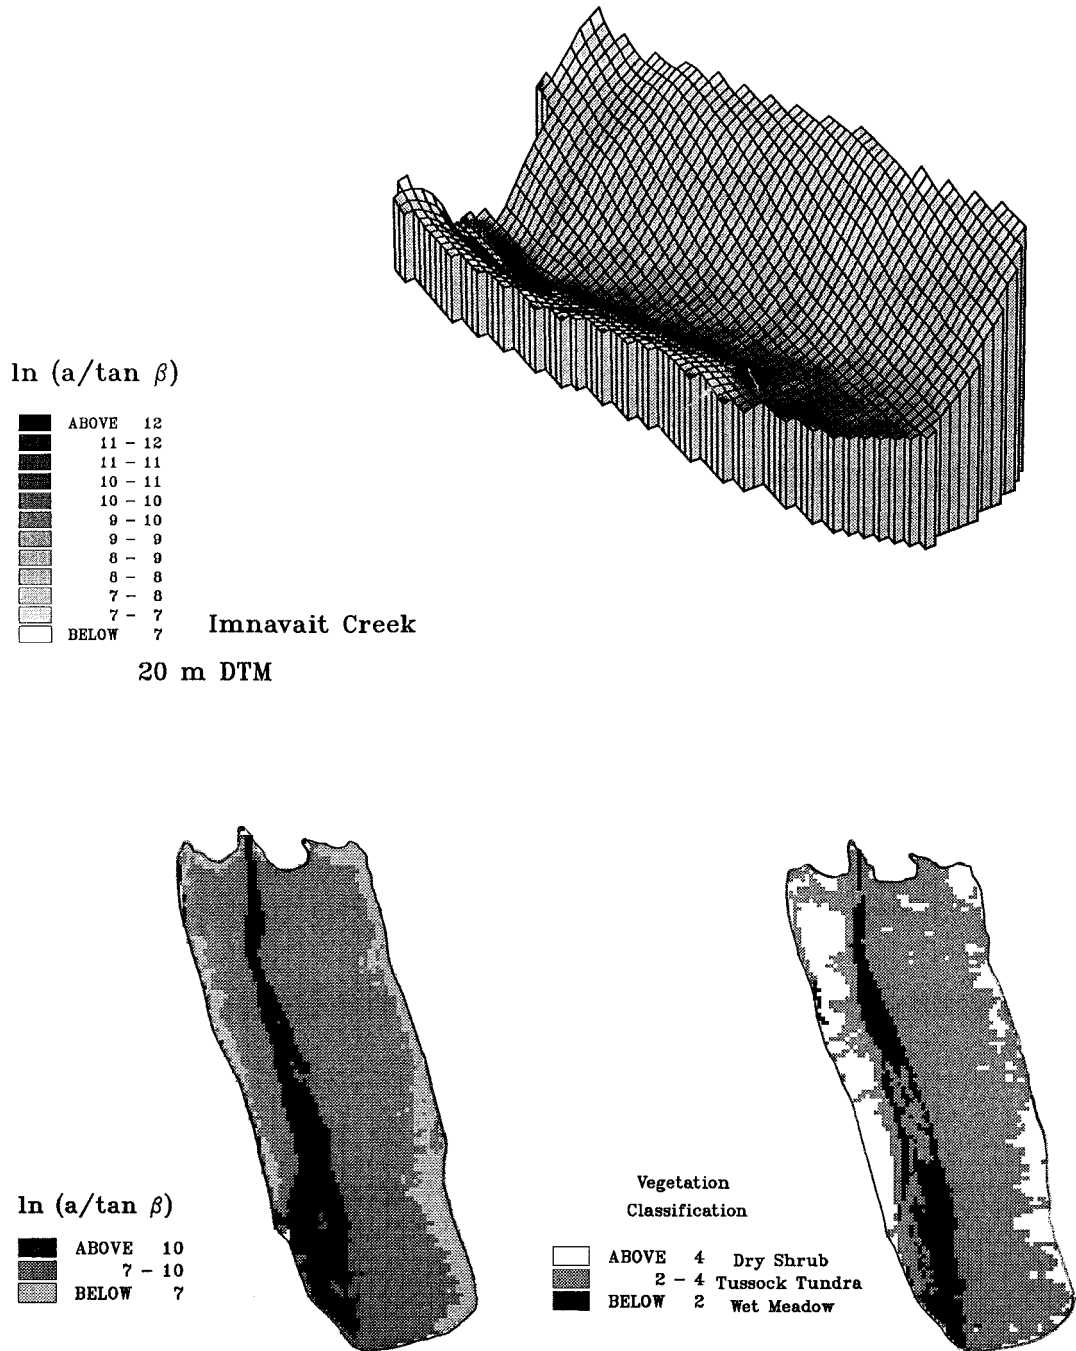 ln (a/tan β)
ABOVE 12
11 - 12
11 - 11
10 - 11
10 - 10
9 - 10
9 - 9
8 - 9
8 - 8
7 - 8
7 - 7
BELOW 7
Imnavait Creek
20 m DTM
ln (a/tan β)
ABOVE 10
7 - 10
BELOW 7
Vegetation
Classification
ABOVE 4 Dry Shrub
2 - 4 Tussock Tundra
BELOW 2 Wet Meadow